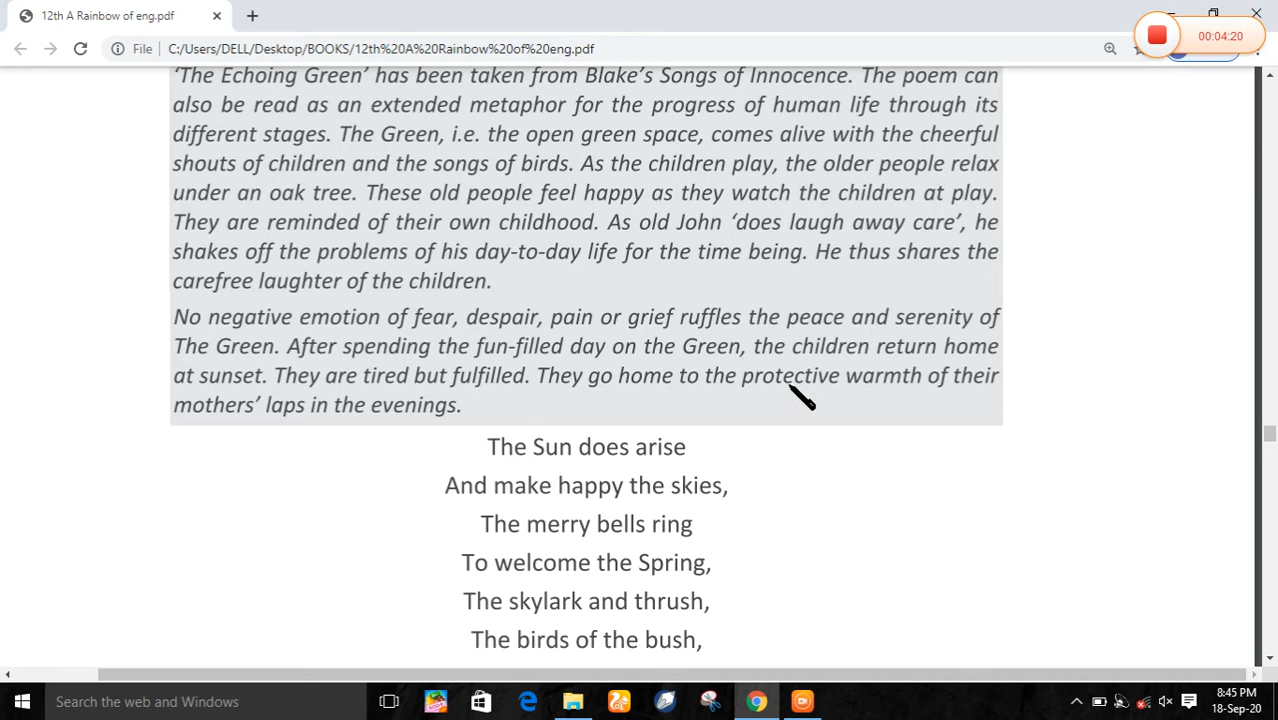 12th A Rainbow of eng.pdf
File
C:/Users/DELL/Desktop/BOOKS/12th%20A%20Rainbow%20of%20eng.pdf
00:04:20
‘The Echoing Green’ has been taken from Blake’s Songs of Innocence. The poem can
also be read as an extended metaphor for the progress of human life through its
different stages. The Green, i.e. the open green space, comes alive with the cheerful
shouts of children and the songs of birds. As the children play, the older people relax
under an oak tree. These old people feel happy as they watch the children at play.
They are reminded of their own childhood. As old John ‘does laugh away care’, he
shakes off the problems of his day-to-day life for the time being. He thus shares the
carefree laughter of the children.
No negative emotion of fear, despair, pain or grief ruffles the peace and serenity of
The Green. After spending the fun-filled day on the Green, the children return home
at sunset. They are tired but fulfilled. They go home to the protective warmth of their
mothers’ laps in the evenings.
The Sun does arise
And make happy the skies,
The merry bells ring
To welcome the Spring,
The skylark and thrush,
The birds of the bush,
Search the web and Windows
8:45 PM
18-Sep-20